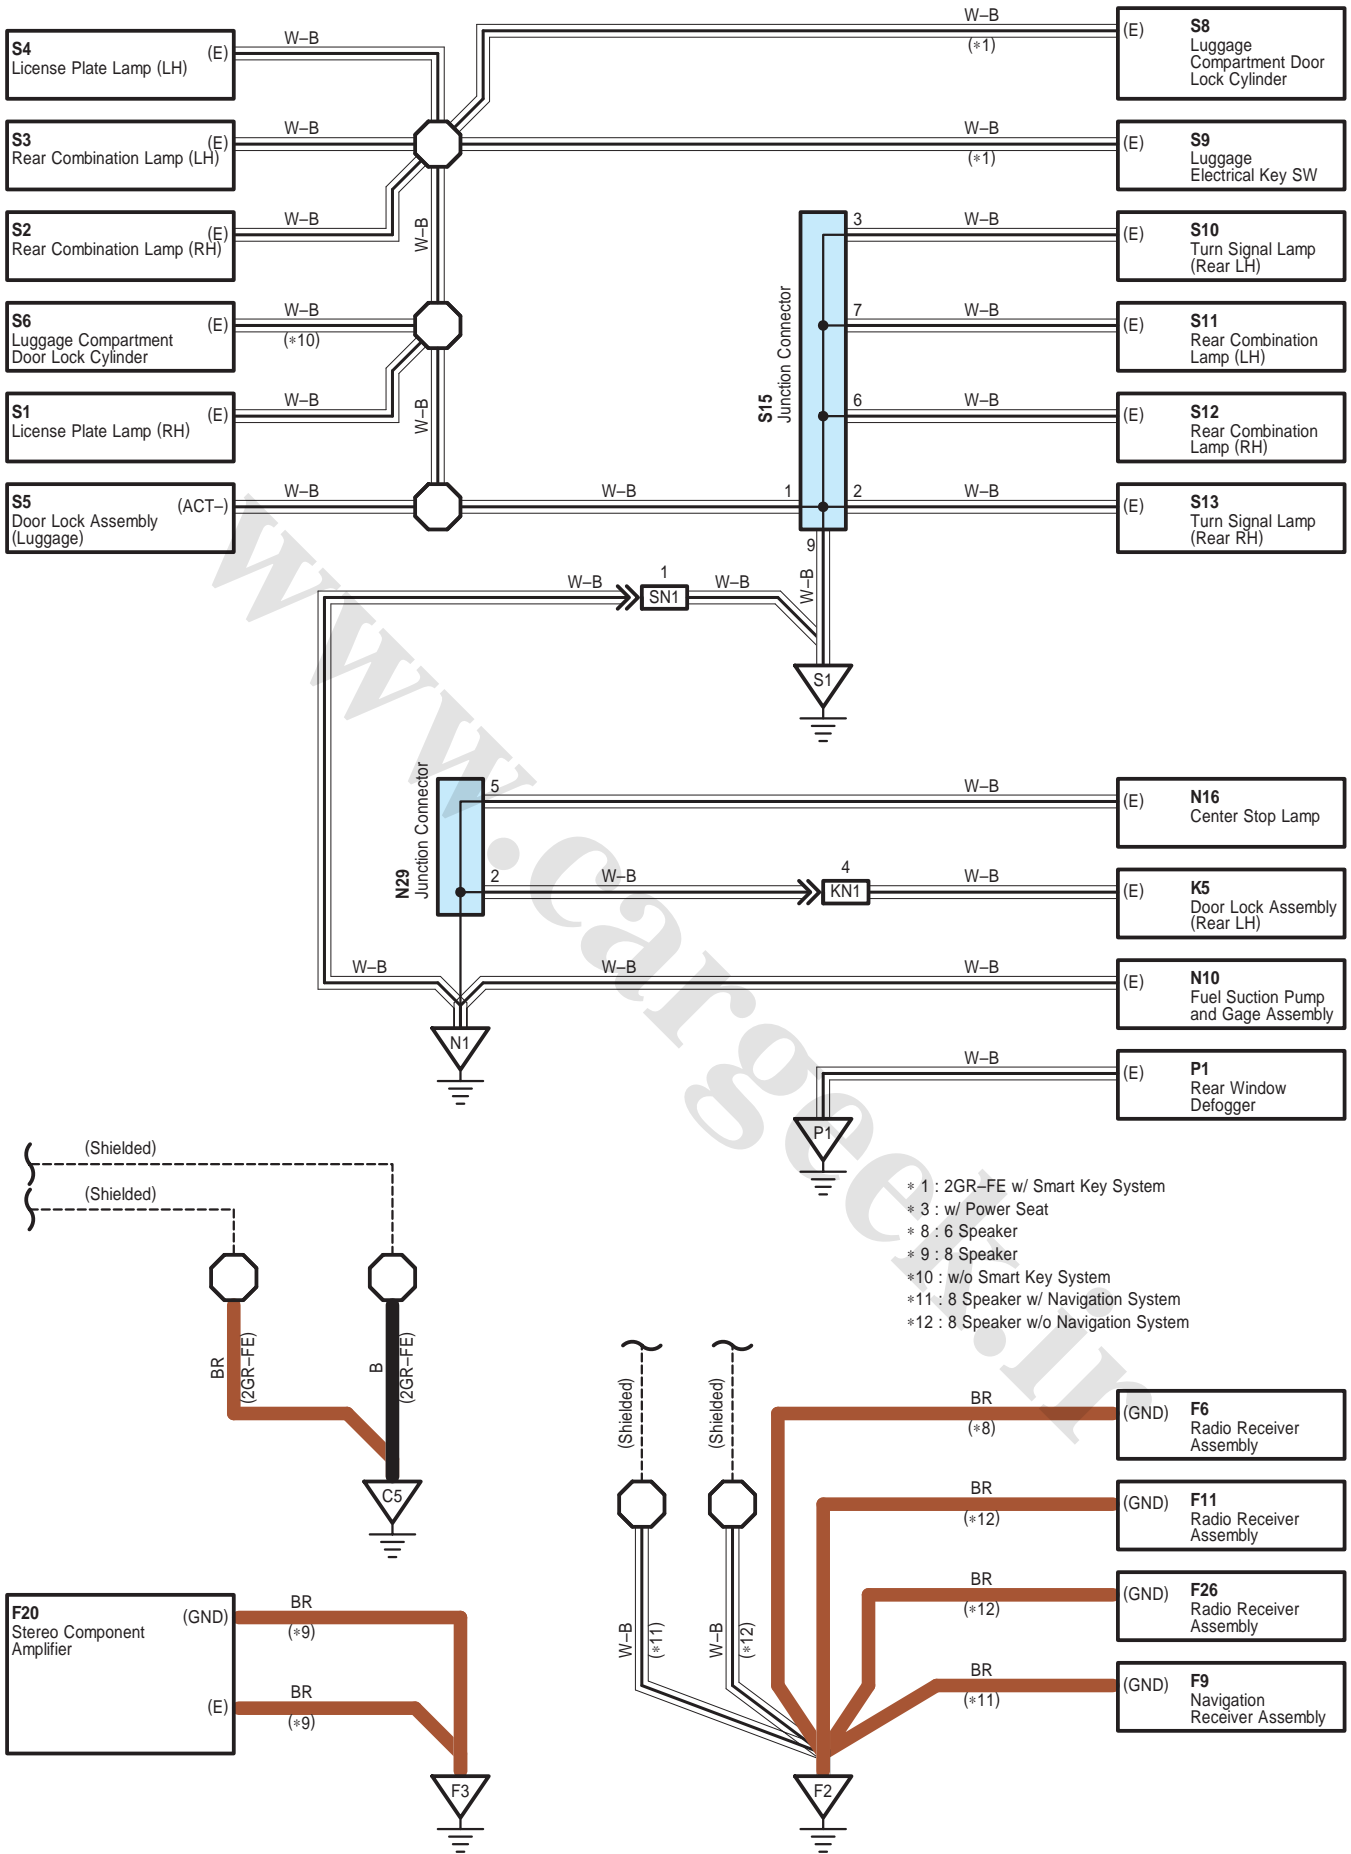 S4
License Plate Lamp (LH)
(E)
W–B
S3
Rear Combination Lamp (LH)
(E)
W–B
S2
Rear Combination Lamp (RH)
(E)
W–B
S6
Luggage Compartment
Door Lock Cylinder
(E)
W–B
(*10)
S1
License Plate Lamp (RH)
(E)
W–B
S5
Door Lock Assembly
(Luggage)
(ACT–)
W–B
W–B
W–B
W–B
W–B
(*1)
(E)
S8
Luggage
Compartment Door
Lock Cylinder
W–B
(*1)
(E)
S9
Luggage
Electrical Key SW
S15
Junction Connector
3
W–B
(E)
S10
Turn Signal Lamp
(Rear LH)
7
W–B
(E)
S11
Rear Combination
Lamp (LH)
6
W–B
(E)
S12
Rear Combination
Lamp (RH)
1
2
W–B
(E)
S13
Turn Signal Lamp
(Rear RH)
9
W–B
W–B
1
SN1
W–B
S1
N29
Junction Connector
5
W–B
(E)
N16
Center Stop Lamp
2
W–B
4
KN1
W–B
(E)
K5
Door Lock Assembly
(Rear LH)
W–B
W–B
W–B
(E)
N10
Fuel Suction Pump
and Gage Assembly
N1
W–B
(E)
P1
Rear Window
Defogger
P1
(Shielded)
(Shielded)
BR
(2GR–FE)
B
(2GR–FE)
C5
* 1 : 2GR–FE w/ Smart Key System
* 3 : w/ Power Seat
* 8 : 6 Speaker
* 9 : 8 Speaker
*10 : w/o Smart Key System
*11 : 8 Speaker w/ Navigation System
*12 : 8 Speaker w/o Navigation System
(Shielded)
(Shielded)
W–B
(*11)
W–B
(*12)
BR
(*8)
(GND)
F6
Radio Receiver
Assembly
BR
(*12)
(GND)
F11
Radio Receiver
Assembly
BR
(*12)
(GND)
F26
Radio Receiver
Assembly
BR
(*11)
(GND)
F9
Navigation
Receiver Assembly
F2
F20
Stereo Component
Amplifier
(GND)
BR
(*9)
(E)
BR
(*9)
F3
www.cargeek.ir